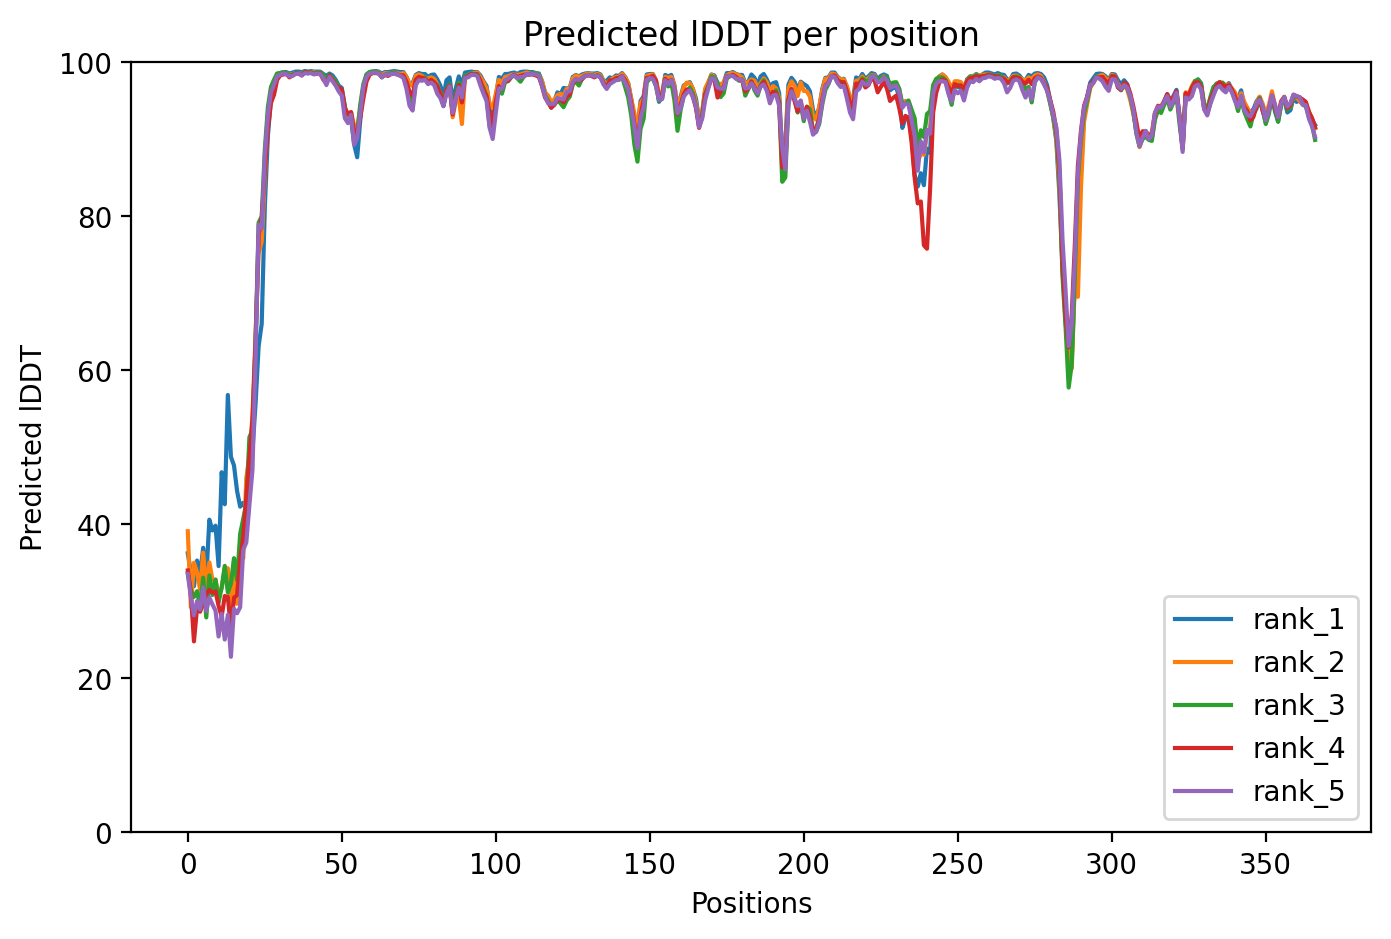 Predicted lDDT per position
Predicted lDDT
100
80
60
40
20
0
0 50 100 150 200 250 300 350
Positions
rank_1
rank_2
rank_3
rank_4
rank_5